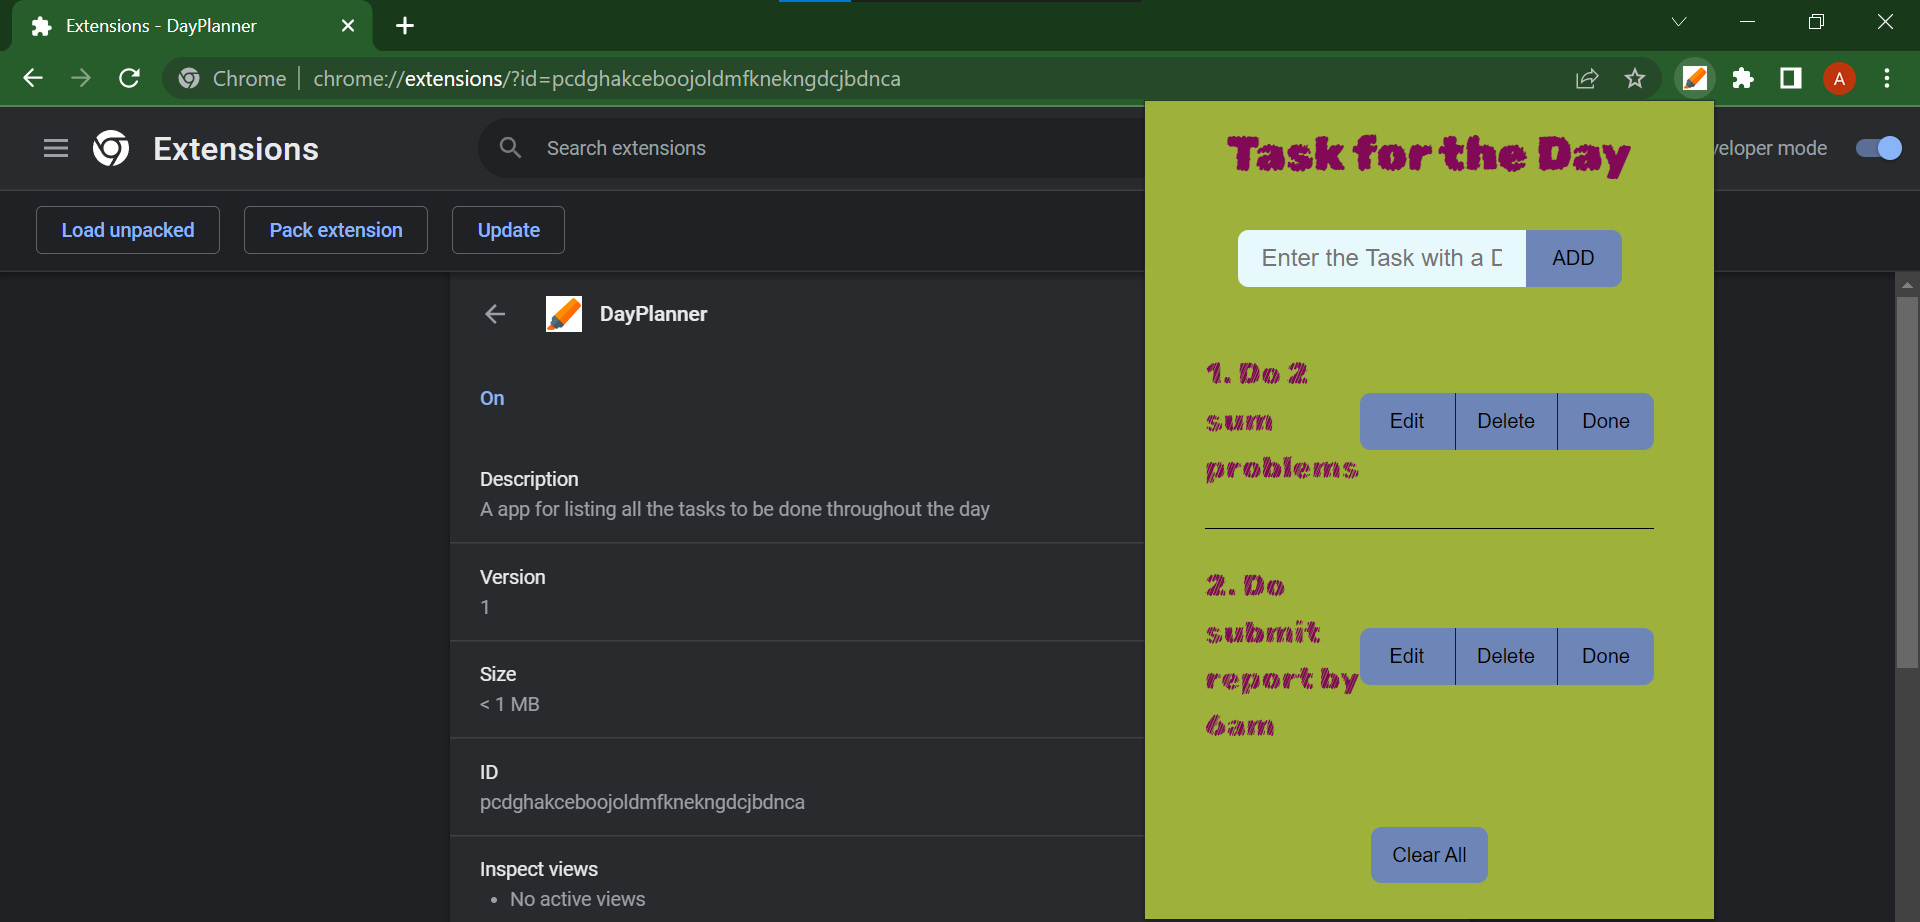 Extensions - DayPlanner
Chrome chrome://extensions/?id=pcdghakceboojoldmfknekngdcjbdnca
A
Extensions
Search extensions
veloper mode
Load unpacked
Pack extension
Update
DayPlanner
On
Description
A app for listing all the tasks to be done throughout the day
Version
1
Size
< 1 MB
ID
pcdghakceboojoldmfknekngdcjbdnca
Inspect views
• No active views
Task for the Day
Enter the Task with a D
ADD
1. Do 2
sum
problems
Edit Delete Done
2. Do
submit
report by
6am
Edit Delete Done
Clear All